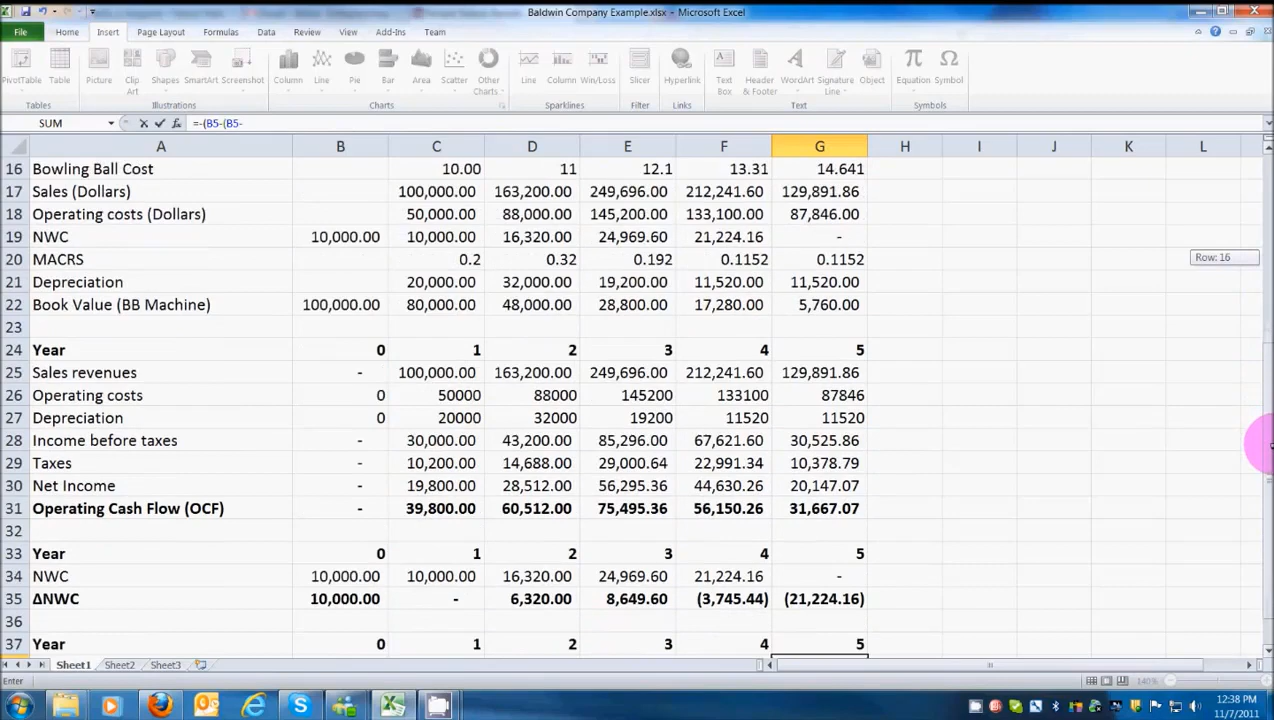 Baldwin Company Example.xlsx - Microsoft Excel
File Home Insert Page Layout Formulas Data Review View Add-Ins Team
PivotTable Table Picture Clip Art Shapes SmartArt Screenshot Column Line Pie Bar Area Scatter Other Charts Line Column Win/Loss Slicer Hyperlink Text Box Header & Footer WordArt Signature Line Object Equation Symbol
Tables Illustrations Charts Sparklines Filter Links Text Symbols
SUM fx =-(B5-(B5-
A B C D E F G H I J K L
16 Bowling Ball Cost 10.00 11 12.1 13.31 14.641
17 Sales (Dollars) 100,000.00 163,200.00 249,696.00 212,241.60 129,891.86
18 Operating costs (Dollars) 50,000.00 88,000.00 145,200.00 133,100.00 87,846.00
19 NWC 10,000.00 10,000.00 16,320.00 24,969.60 21,224.16 -
20 MACRS 0.2 0.32 0.192 0.1152 0.1152 Row: 16
21 Depreciation 20,000.00 32,000.00 19,200.00 11,520.00 11,520.00
22 Book Value (BB Machine) 100,000.00 80,000.00 48,000.00 28,800.00 17,280.00 5,760.00
23
24 Year 0 1 2 3 4 5
25 Sales revenues - 100,000.00 163,200.00 249,696.00 212,241.60 129,891.86
26 Operating costs 0 50000 88000 145200 133100 87846
27 Depreciation 0 20000 32000 19200 11520 11520
28 Income before taxes - 30,000.00 43,200.00 85,296.00 67,621.60 30,525.86
29 Taxes - 10,200.00 14,688.00 29,000.64 22,991.34 10,378.79
30 Net Income - 19,800.00 28,512.00 56,295.36 44,630.26 20,147.07
31 Operating Cash Flow (OCF) - 39,800.00 60,512.00 75,495.36 56,150.26 31,667.07
32
33 Year 0 1 2 3 4 5
34 NWC 10,000.00 10,000.00 16,320.00 24,969.60 21,224.16 -
35 ΔNWC 10,000.00 - 6,320.00 8,649.60 (3,745.44) (21,224.16)
36
37 Year 0 1 2 3 4 5
Sheet1 Sheet2 Sheet3
Enter 140%
12:38 PM
11/7/2011